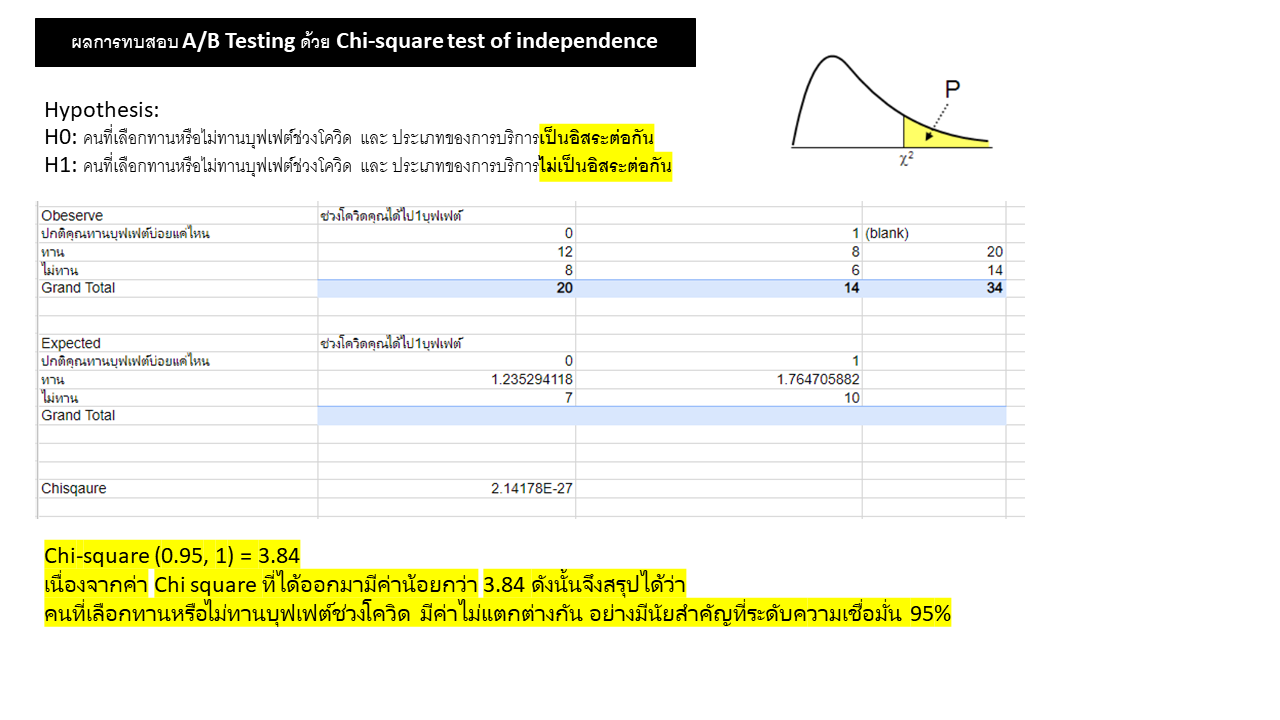 ผลการทบสอบ A/B Testing ด้วย Chi-square test of independence
P
χ²
Hypothesis:
H0: คนที่เลือกทานหรือไม่ทานบุฟเฟต์ช่วงโควิด และ ประเภทของการบริการเป็นอิสระต่อกัน
H1: คนที่เลือกทานหรือไม่ทานบุฟเฟต์ช่วงโควิด และ ประเภทของการบริการไม่เป็นอิสระต่อกัน
Obeserve ช่วงโควิดคุณได้ไป1บุฟเฟต์
ปกติคุณทานบุฟเฟต์บ่อยแค่ไหน 0 1 (blank)
ทาน 12 8 20
ไม่ทาน 8 6 14
Grand Total 20 14 34
Expected ช่วงโควิดคุณได้ไป1บุฟเฟต์
ปกติคุณทานบุฟเฟต์บ่อยแค่ไหน 0 1
ทาน 1.235294118 1.764705882
ไม่ทาน 7 10
Grand Total
Chisqaure 2.14178E-27
Chi-square (0.95, 1) = 3.84
เนื่องจากค่า Chi square ที่ได้ออกมามีค่าน้อยกว่า 3.84 ดังนั้นจึงสรุปได้ว่า
คนที่เลือกทานหรือไม่ทานบุฟเฟต์ช่วงโควิด มีค่าไม่แตกต่างกัน อย่างมีนัยสำคัญที่ระดับความเชื่อมั่น 95%